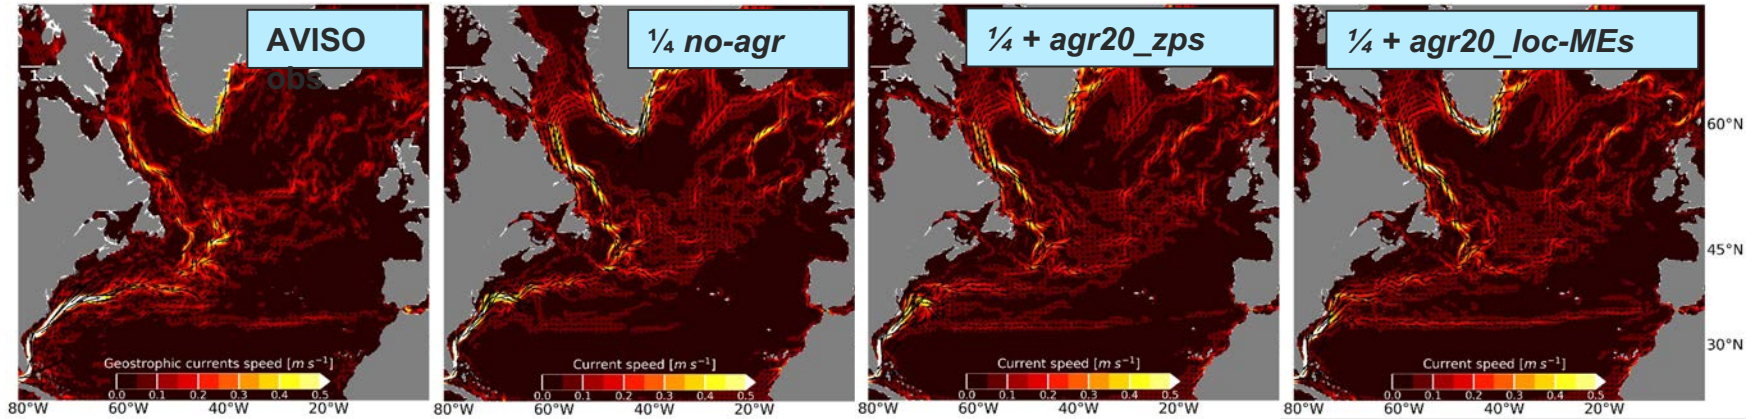 AVISO
obs
¼ no-agr
¼ + agr20_zps
¼ + agr20_loc-MEs
1
1
1
1
60°N
45°N
30°N
Geostrophic currents speed [m s⁻¹]
0.0 0.1 0.2 0.3 0.4 0.5
Current speed [m s⁻¹]
0.0 0.1 0.2 0.3 0.4 0.5
Current speed [m s⁻¹]
0.0 0.1 0.2 0.3 0.4 0.5
Current speed [m s⁻¹]
0.0 0.1 0.2 0.3 0.4 0.5
80°W 60°W 40°W 20°W
80°W 60°W 40°W 20°W
80°W 60°W 40°W 20°W
80°W 60°W 40°W 20°W